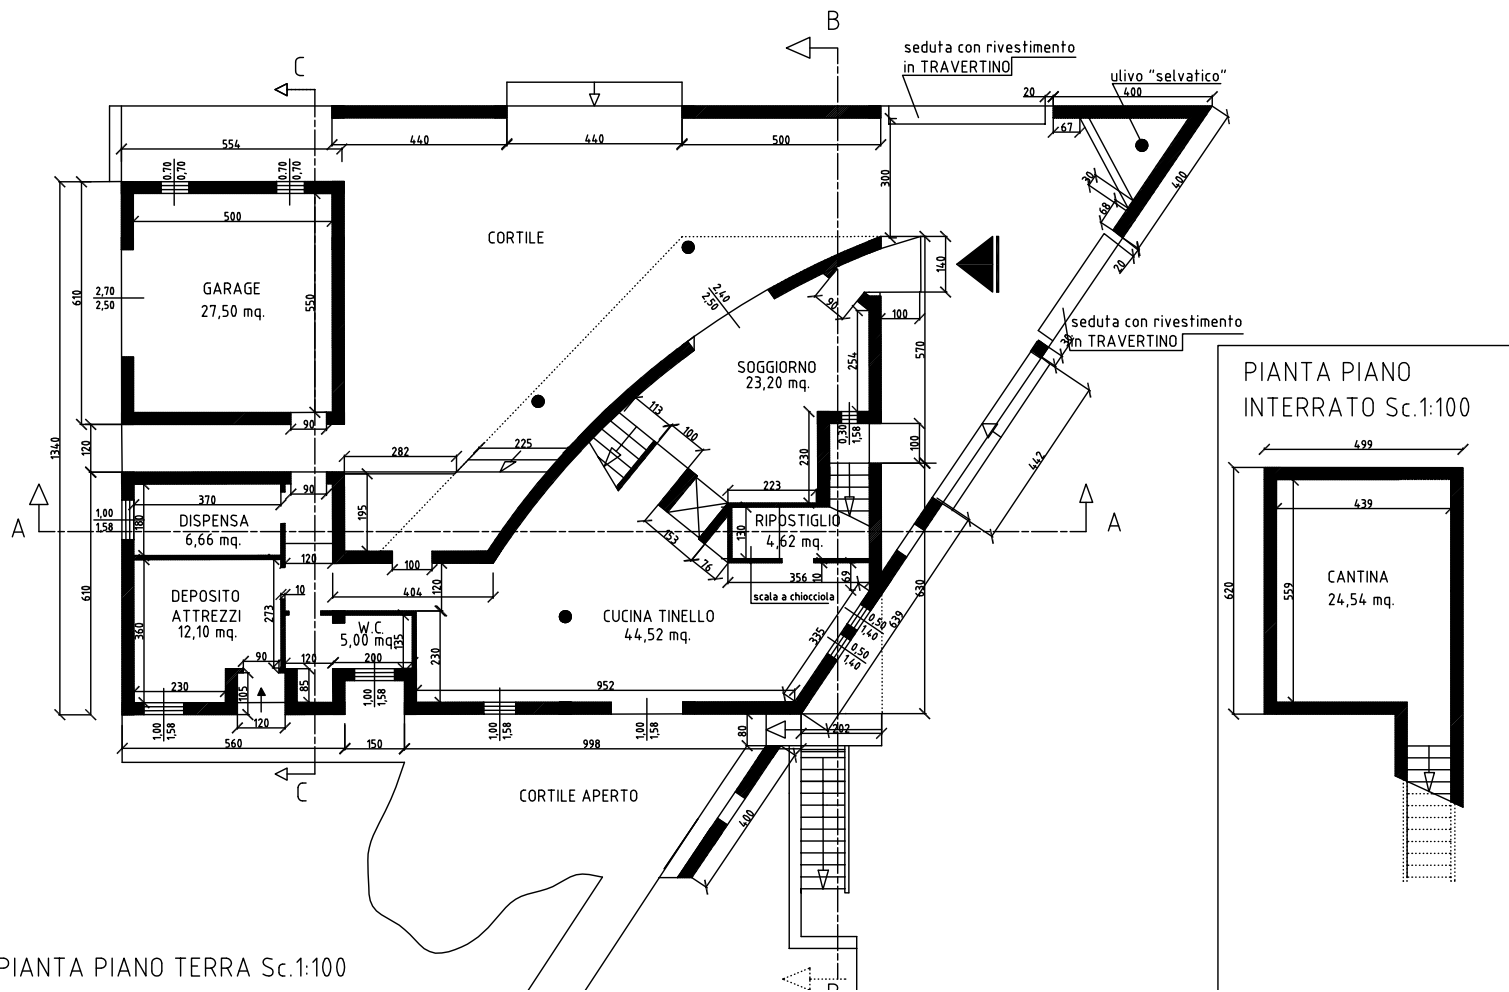 B
seduta con rivestimento
in TRAVERTINO
ulivo "selvatico"
C
20
400
67
554
440
440
500
0,70
0,70
0,70
0,70
300
30
400
68
20
500
CORTILE
610
GARAGE
27,50 mq.
2,70
2,50
550
2,40
2,50
90
140
100
seduta con rivestimento
in TRAVERTINO
570
254
SOGGIORNO
23,20 mq.
PIANTA PIANO
INTERRATO Sc.1:100
1340
120
90
282
225
113
100
230
0,30
1,58
100
442
499
A
370
90
1,00
1,58
180
DISPENSA
6,66 mq.
195
223
RIPOSTIGLIO
4,62 mq.
130
153
76
A
439
120
100
404
120
356
10
69
scala a chiocciola
630
639
620
559
CANTINA
24,54 mq.
610
360
DEPOSITO
ATTREZZI
12,10 mq.
273
10
W.C.
5,00 mq.
135
CUCINA TINELLO
44,52 mq.
335
0,50
1,40
0,50
1,40
90
120
200
230
230
105
85
952
1,00
1,58
120
1,00
1,58
1,00
1,58
1,00
1,58
80
202
560
150
998
C
CORTILE APERTO
400
PIANTA PIANO TERRA Sc.1:100